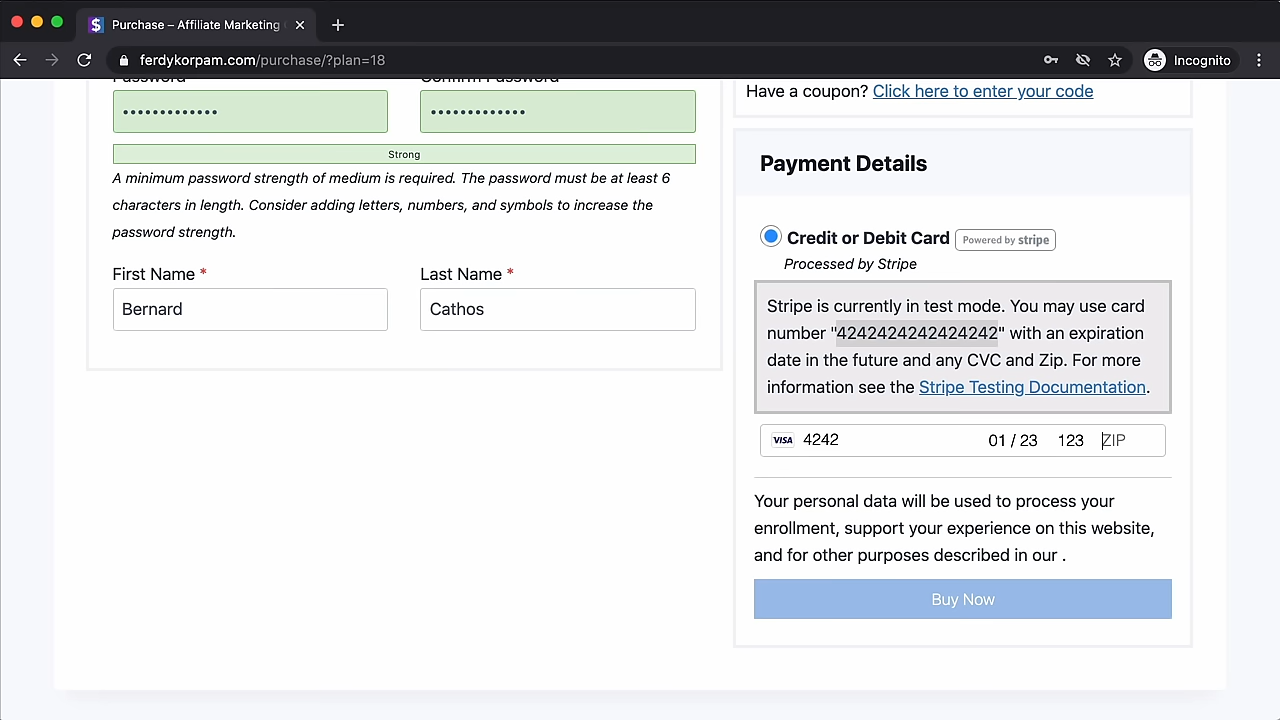 Purchase – Affiliate Marketing
ferdykorpam.com/purchase/?plan=18
Incognito
Password
Confirm Password
•••••••••••••
•••••••••••••
Strong
A minimum password strength of medium is required. The password must be at least 6
characters in length. Consider adding letters, numbers, and symbols to increase the
password strength.
First Name *
Last Name *
Bernard
Cathos
Have a coupon? Click here to enter your code
Payment Details
Credit or Debit Card
Powered by stripe
Processed by Stripe
Stripe is currently in test mode. You may use card
number "4242424242424242" with an expiration
date in the future and any CVC and Zip. For more
information see the Stripe Testing Documentation.
VISA 4242 01 / 23 123 ZIP
Your personal data will be used to process your
enrollment, support your experience on this website,
and for other purposes described in our .
Buy Now